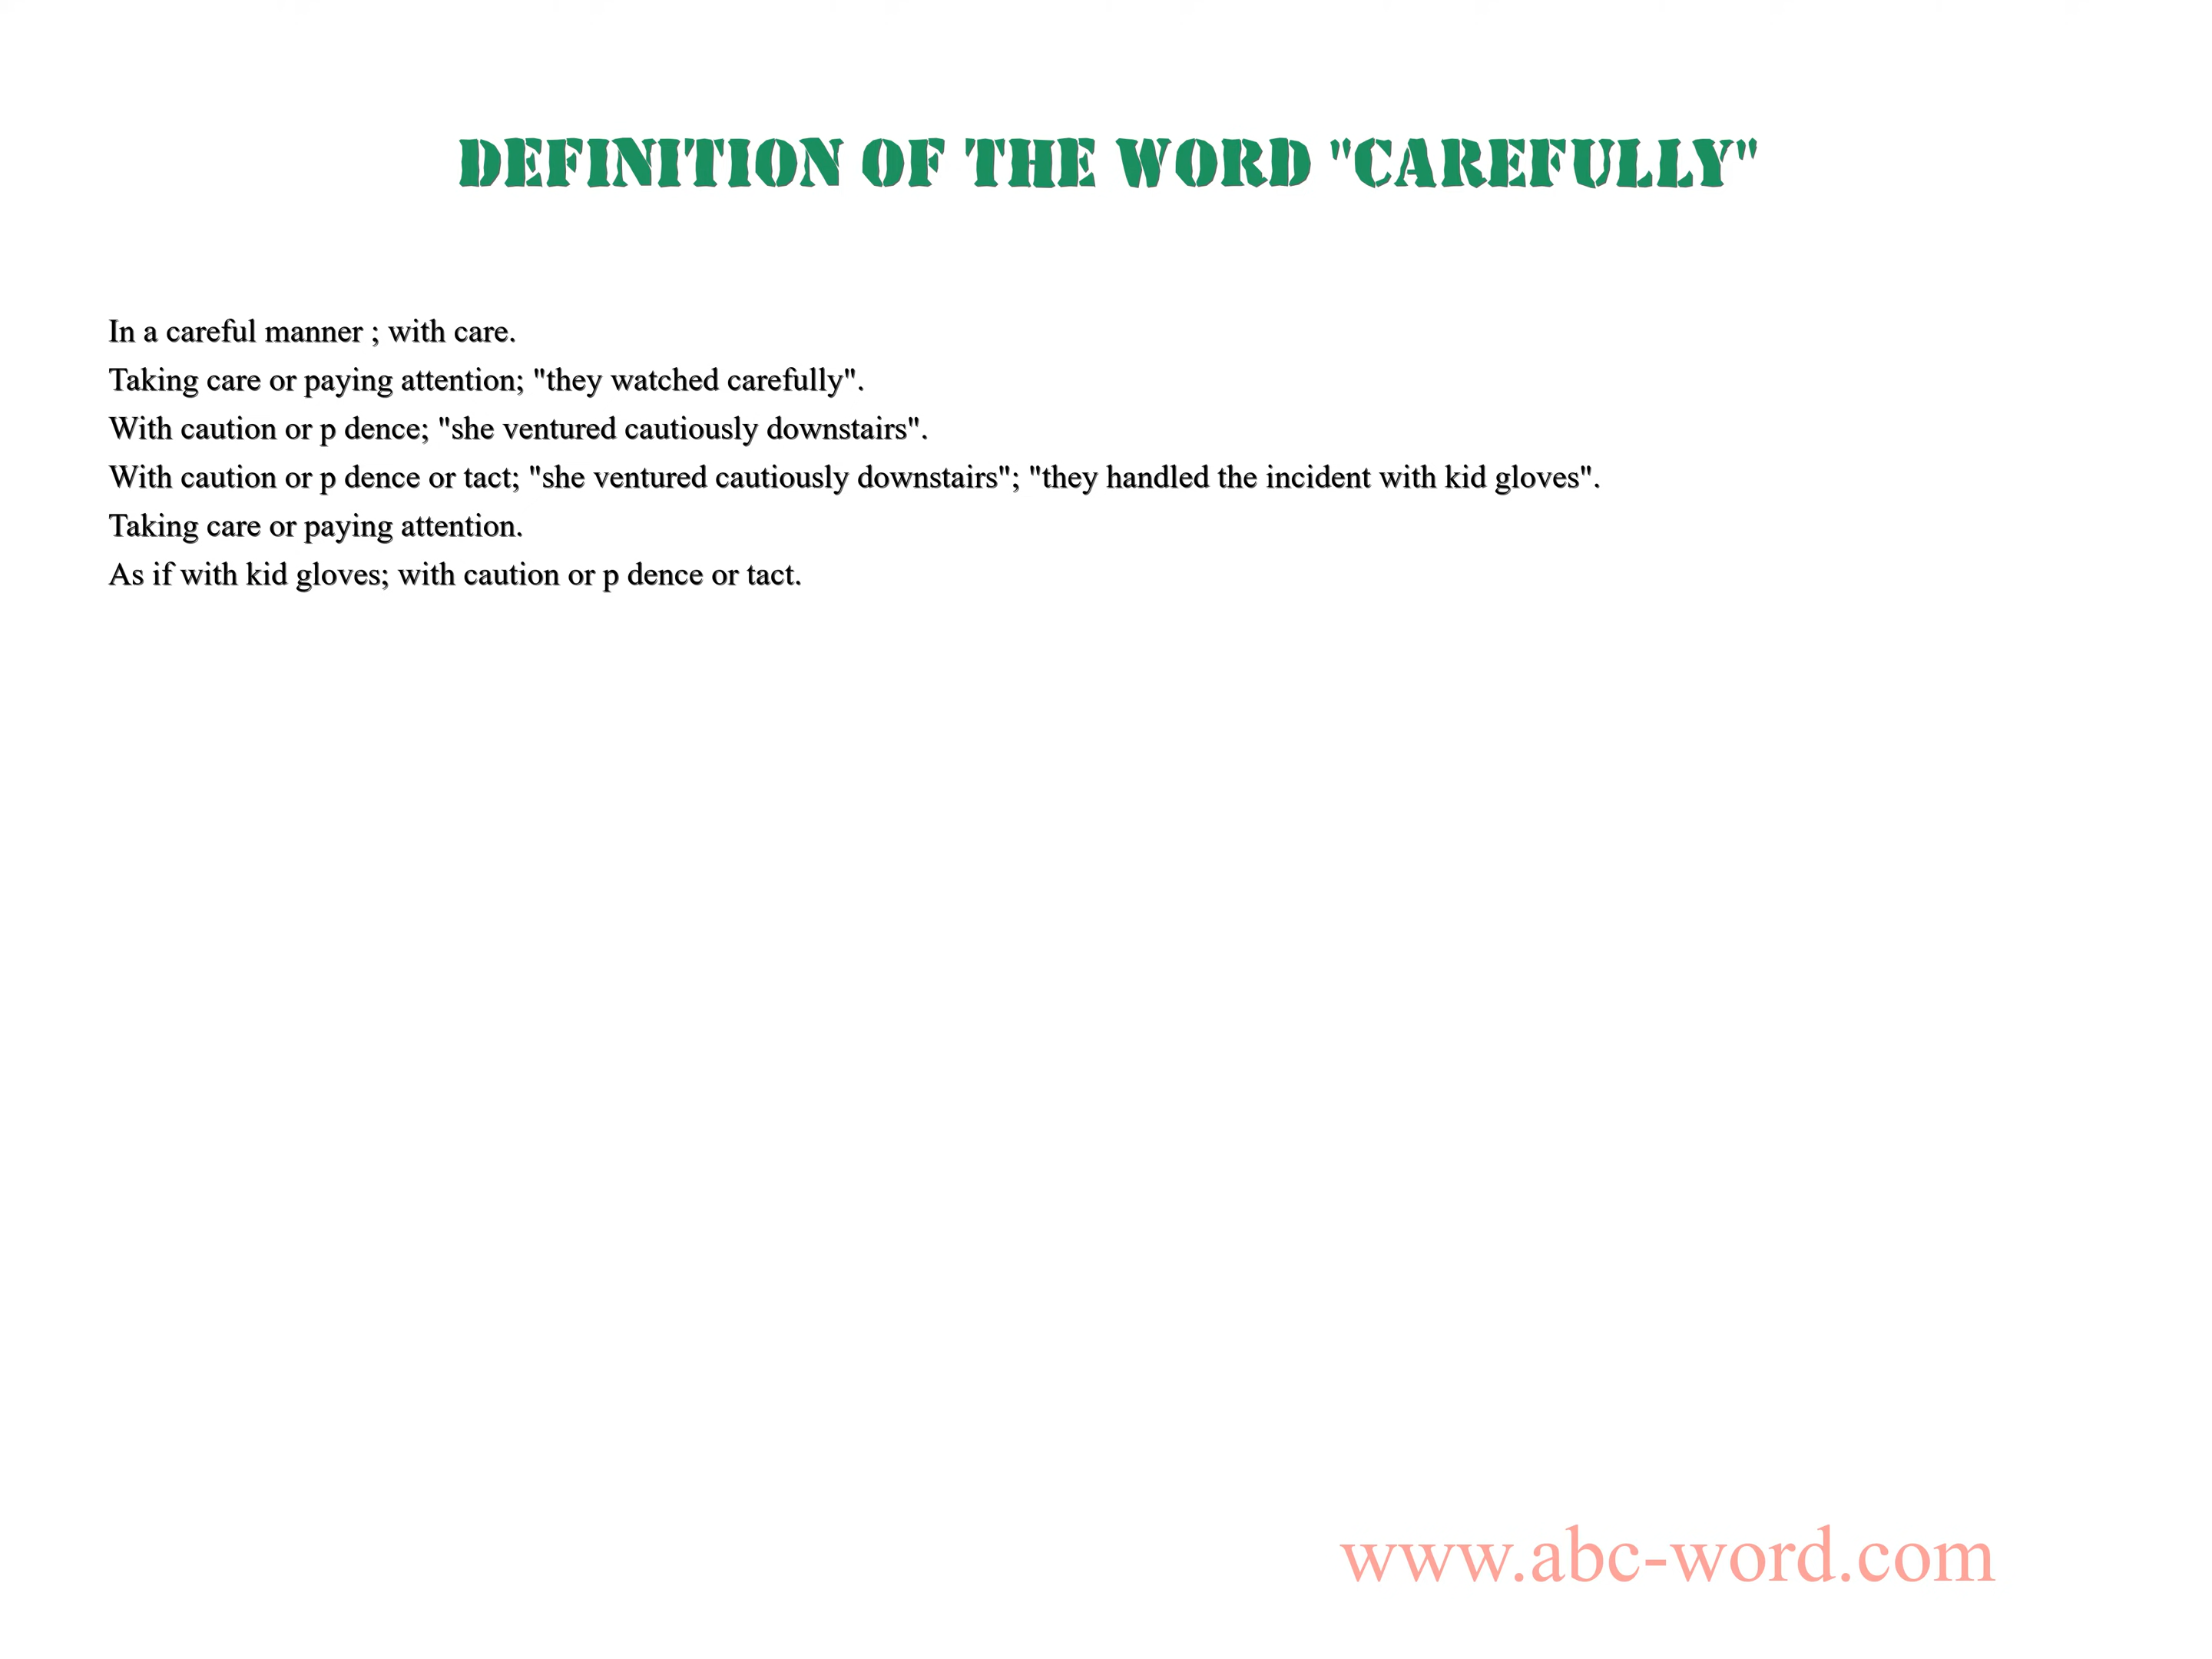 DEFINITION OF THE WORD "CAREFULLY"
In a careful manner ; with care.
Taking care or paying attention; "they watched carefully".
With caution or p dence; "she ventured cautiously downstairs".
With caution or p dence or tact; "she ventured cautiously downstairs"; "they handled the incident with kid gloves".
Taking care or paying attention.
As if with kid gloves; with caution or p dence or tact.
www.abc-word.com